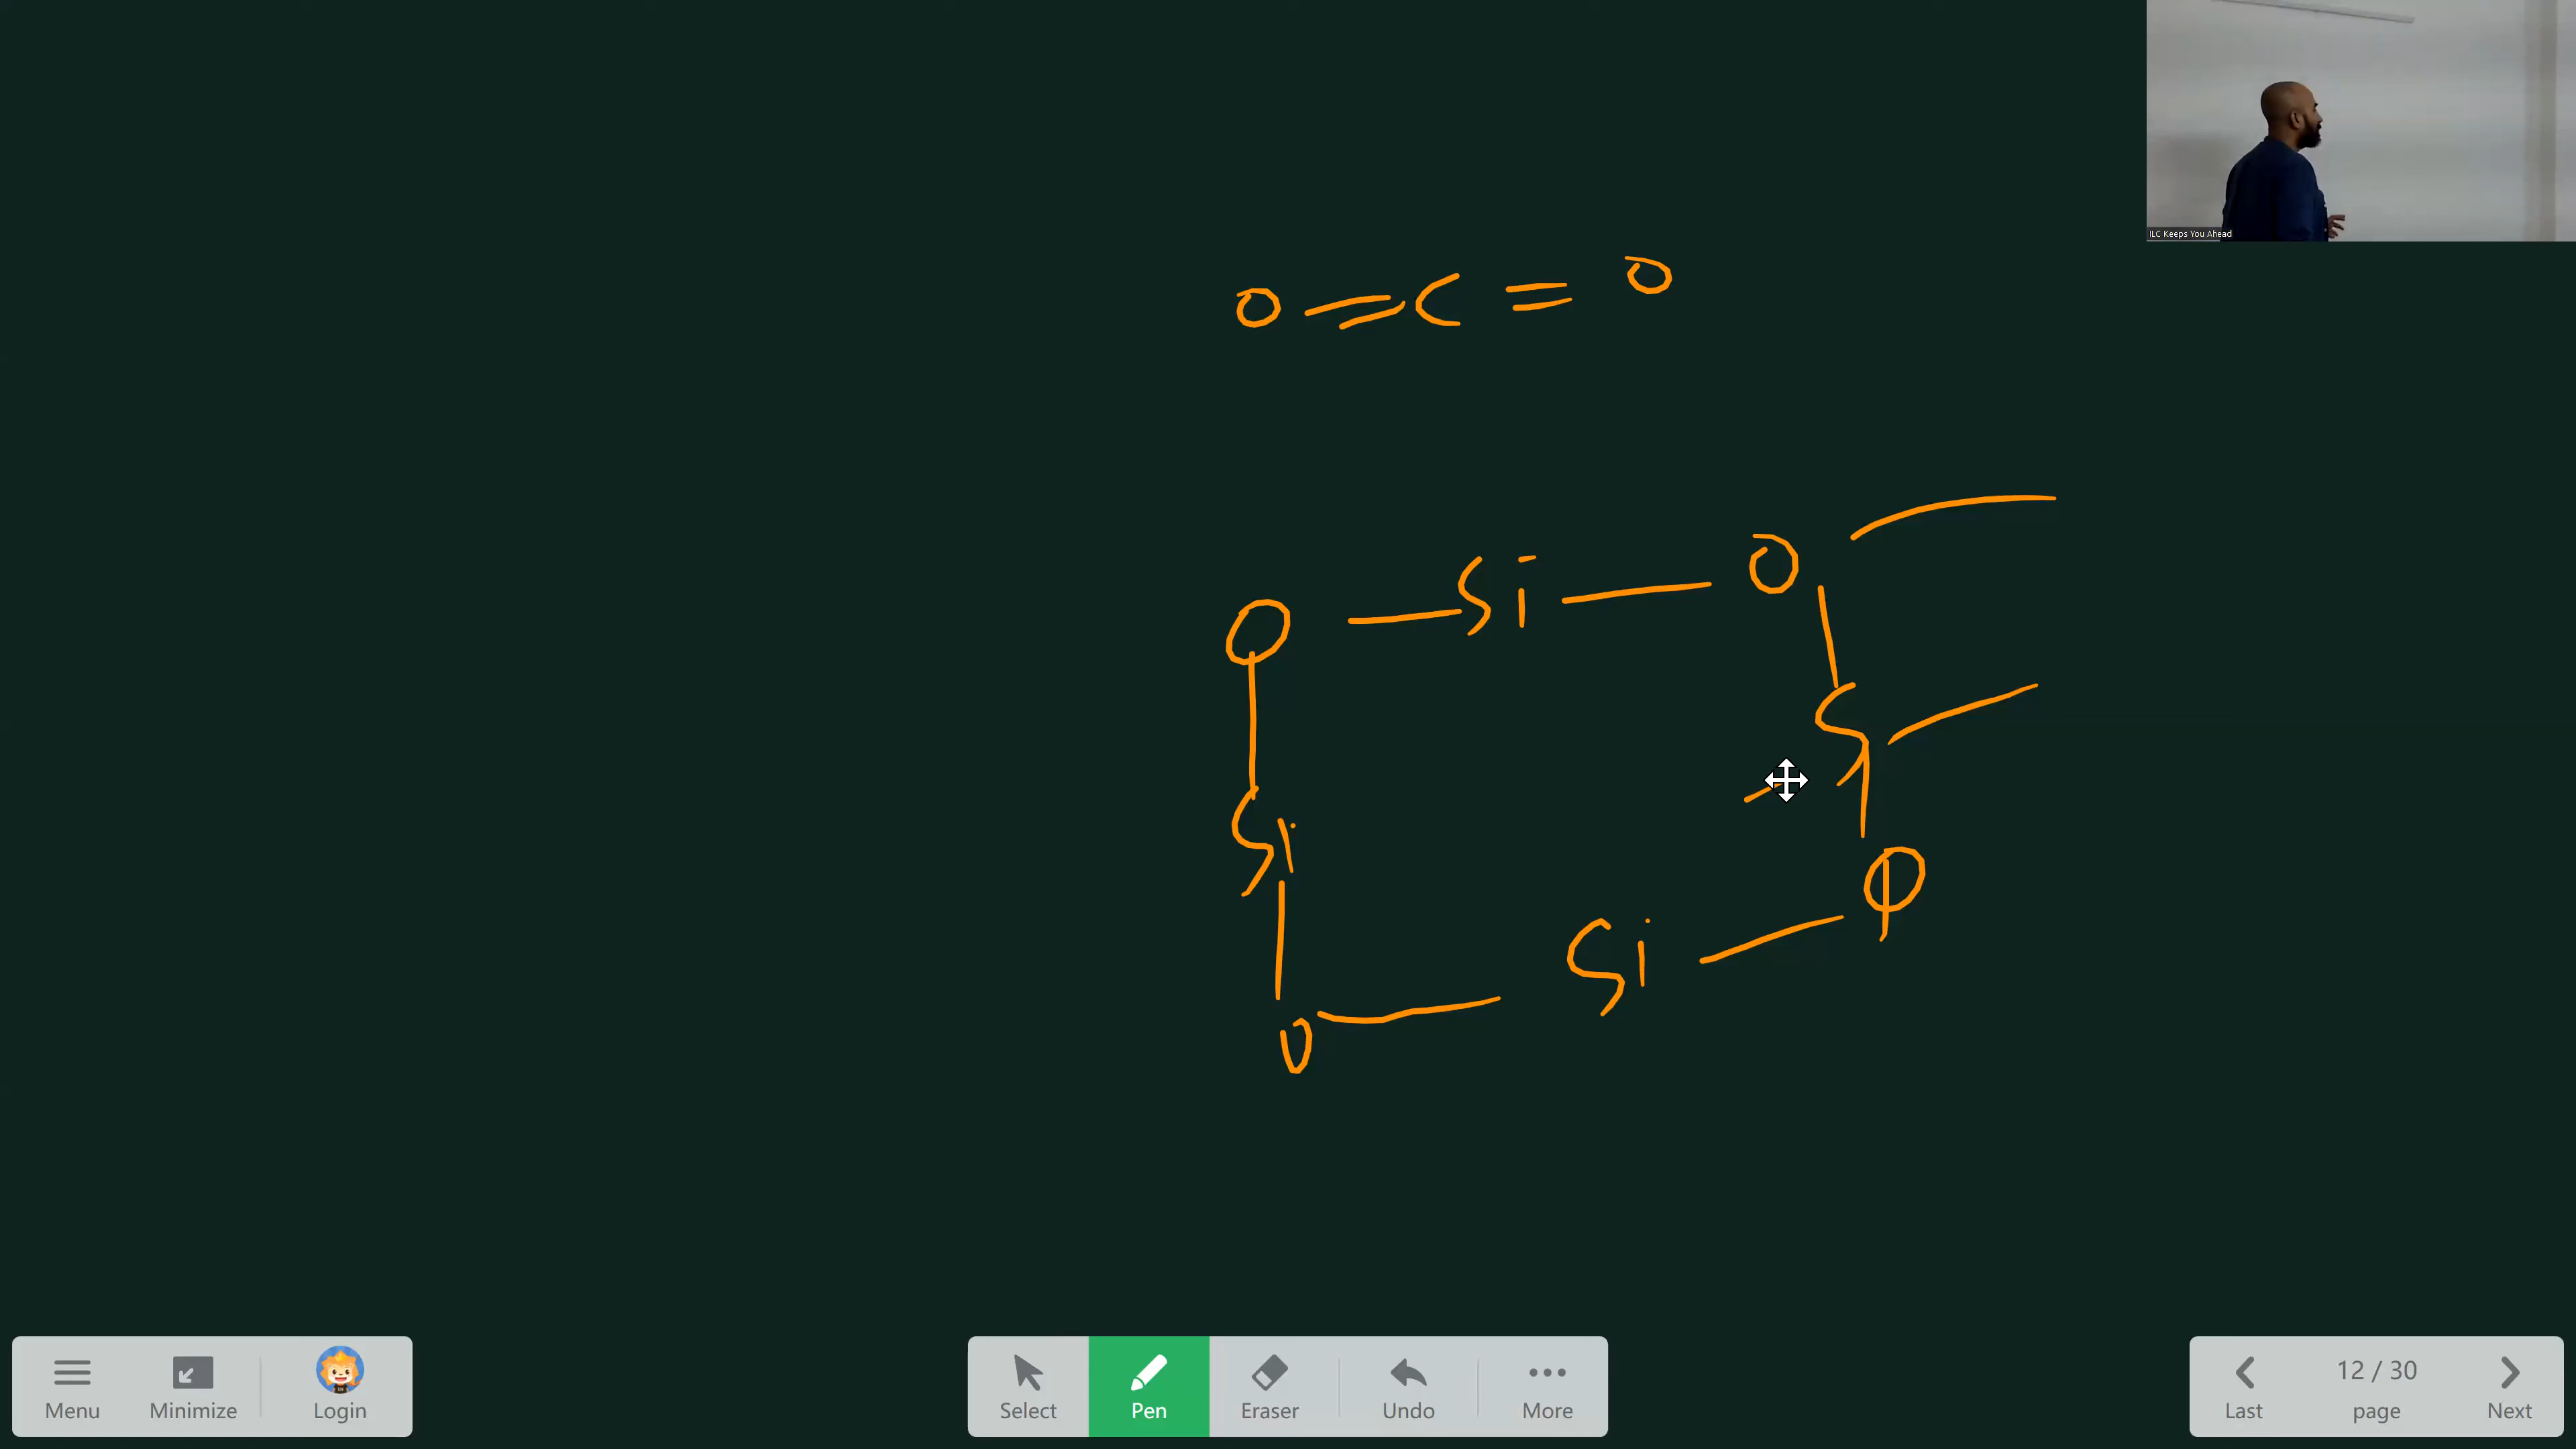 ILC Keeps You Ahead
O = C = O
O — Si — O
Si
Si
Si
O
O
Menu
Minimize
Login
Select
Pen
Eraser
Undo
More
Last
12 / 30
page
Next